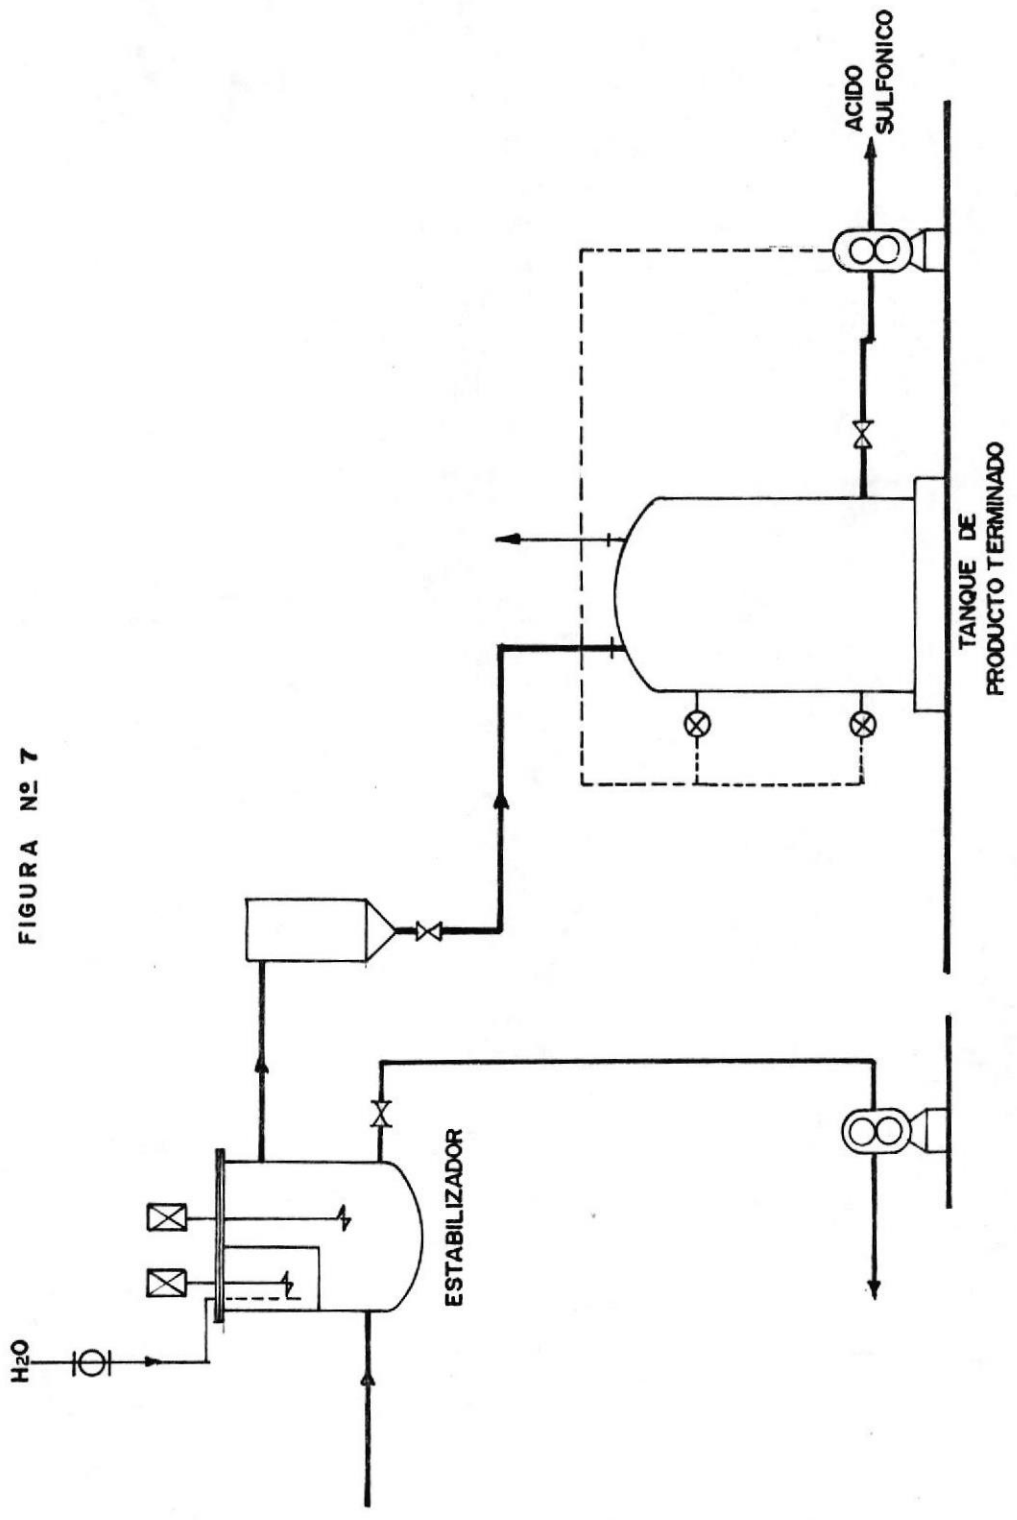 FIGURA Nº 7
H2O
ESTABILIZADOR
ACIDO
SULFONICO
TANQUE DE
PRODUCTO TERMINADO